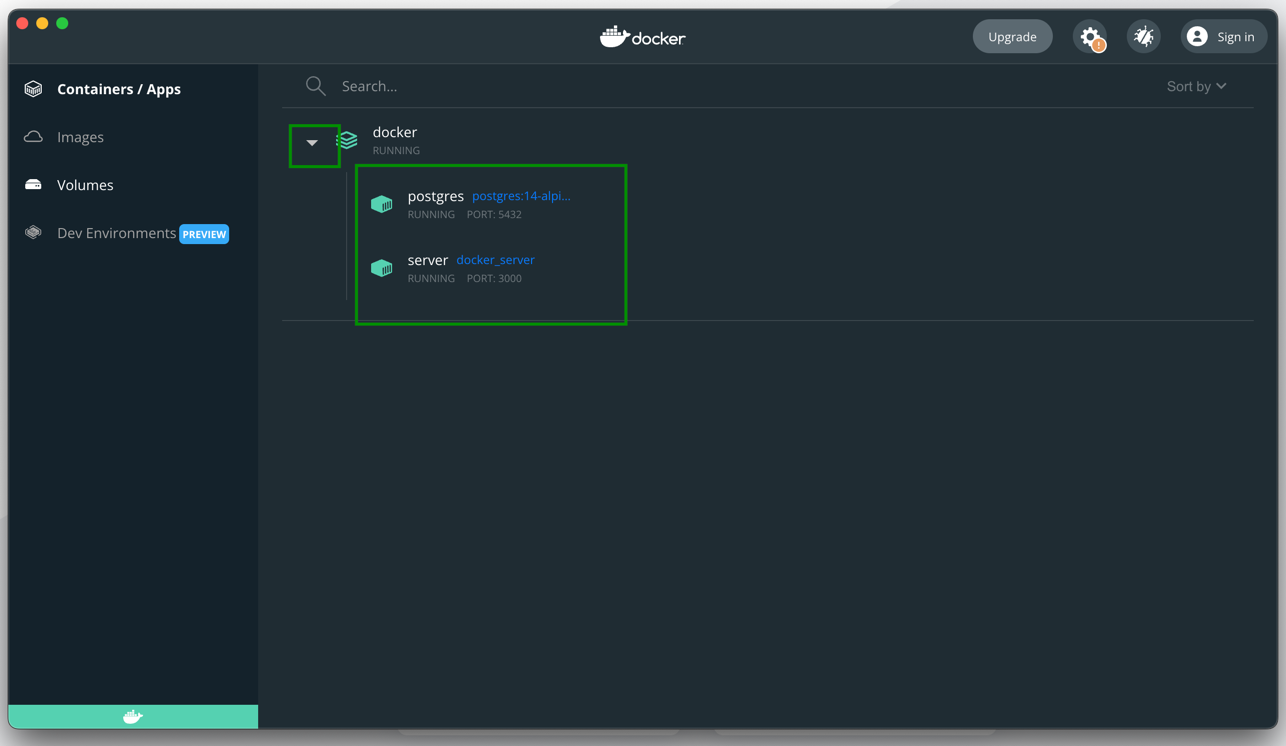 docker
Upgrade
Sign in
Containers / Apps
Images
Volumes
Dev Environments PREVIEW
Search...
Sort by
docker
RUNNING
postgres postgres:14-alpi...
RUNNING PORT: 5432
server docker_server
RUNNING PORT: 3000